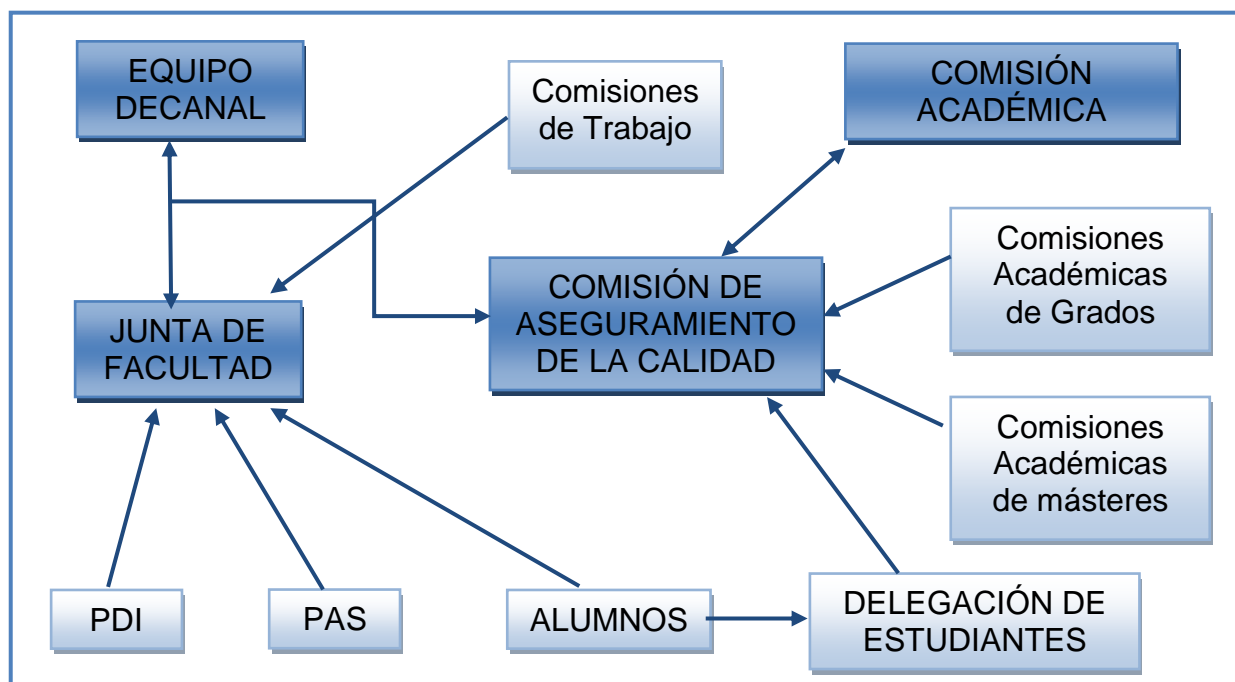 EQUIPO
DECANAL
Comisiones
de Trabajo
COMISIÓN
ACADÉMICA
Comisiones
Académicas
de Grados
JUNTA DE
FACULTAD
COMISIÓN DE
ASEGURAMIENTO
DE LA CALIDAD
Comisiones
Académicas
de másteres
PDI
PAS
ALUMNOS
DELEGACIÓN DE
ESTUDIANTES